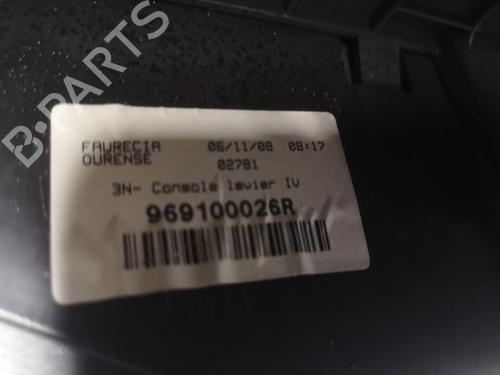 FAURECIA 06/11/08 08:17
OURENSE 02781
3N- Console levier IV
969100026R
B-PARTS